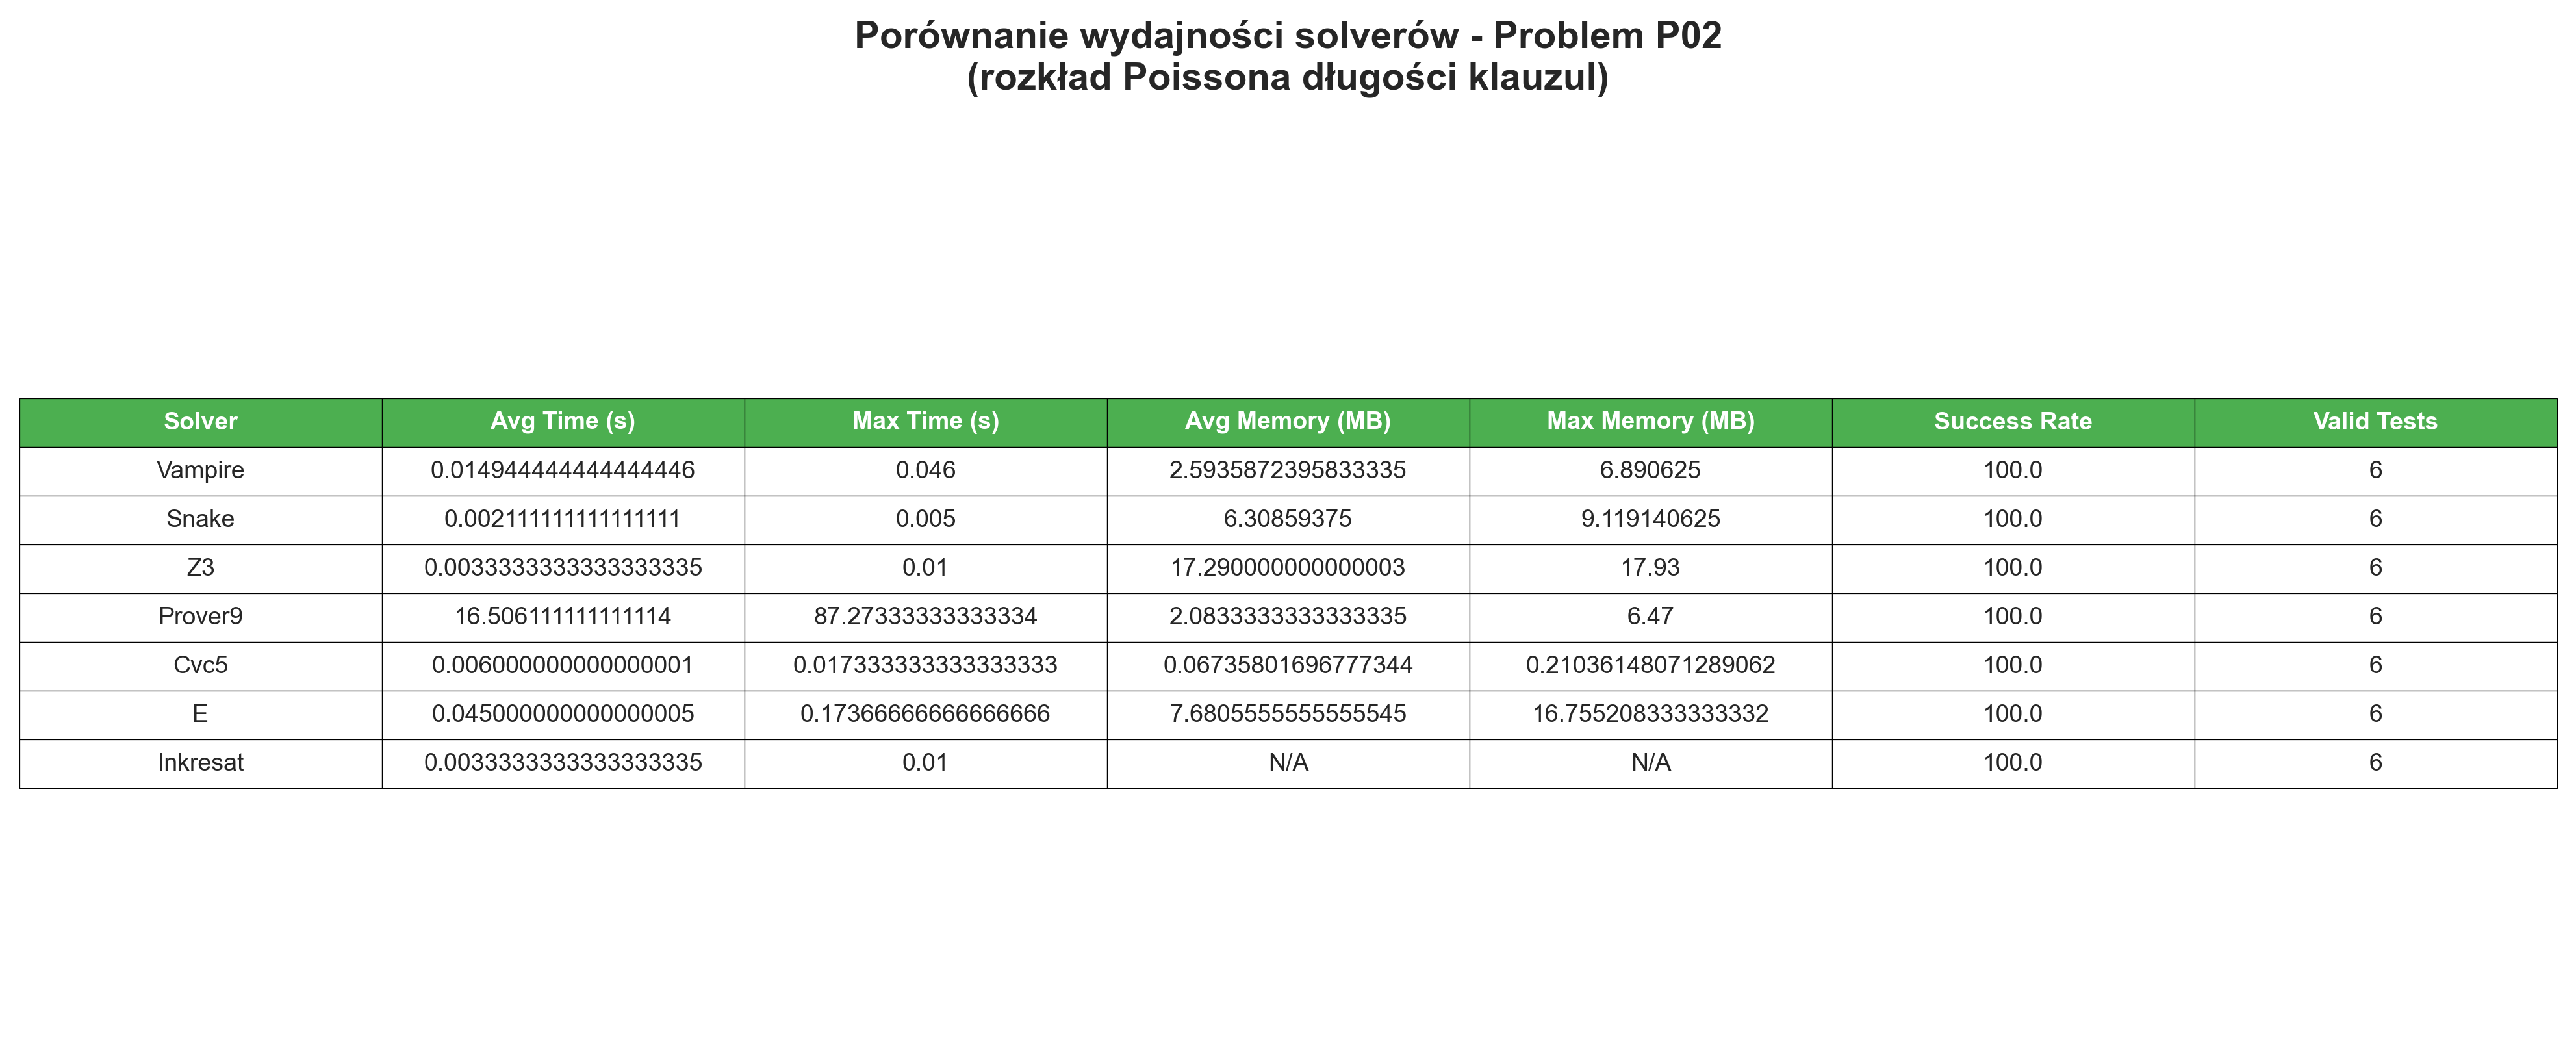 Porównanie wydajności solverów - Problem P02
(rozkład Poissona długości klauzul)
Solver Avg Time (s) Max Time (s) Avg Memory (MB) Max Memory (MB) Success Rate Valid Tests
Vampire 0.014944444444444446 0.046 2.5935872395833335 6.890625 100.0 6
Snake 0.002111111111111111 0.005 6.30859375 9.119140625 100.0 6
Z3 0.0033333333333333335 0.01 17.290000000000003 17.93 100.0 6
Prover9 16.506111111111114 87.27333333333334 2.0833333333333335 6.47 100.0 6
Cvc5 0.006000000000000001 0.017333333333333333 0.06735801696777344 0.21036148071289062 100.0 6
E 0.045000000000000005 0.17366666666666666 7.6805555555555545 16.755208333333332 100.0 6
Inkresat 0.0033333333333333335 0.01 N/A N/A 100.0 6